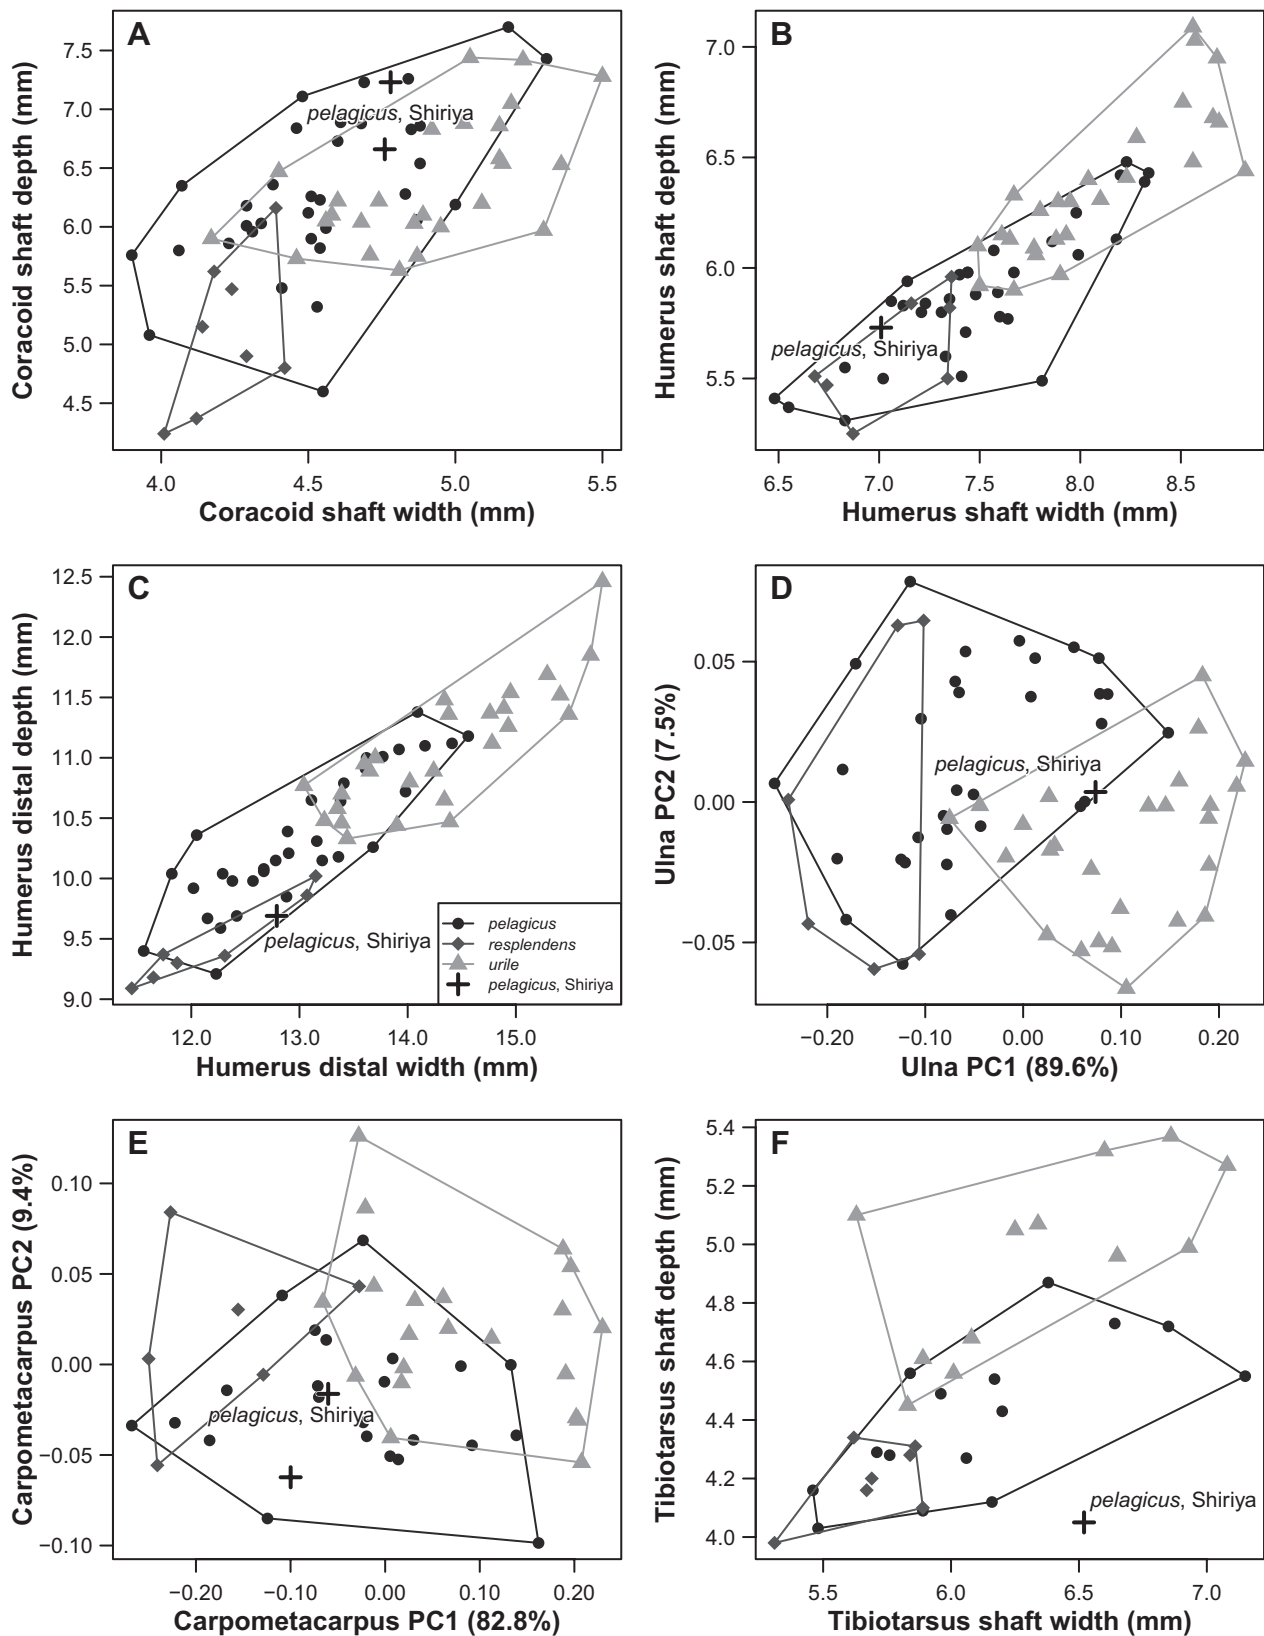 A
7.5
7.0
6.5
6.0
5.5
5.0
4.5
Coracoid shaft depth (mm)
pelagicus, Shiriya
4.0 4.5 5.0 5.5
Coracoid shaft width (mm)
B
7.0
6.5
6.0
5.5
Humerus shaft depth (mm)
pelagicus, Shiriya
6.5 7.0 7.5 8.0 8.5
Humerus shaft width (mm)
C
12.5
12.0
11.5
11.0
10.5
10.0
9.5
9.0
Humerus distal depth (mm)
pelagicus, Shiriya
pelagicus
resplendens
urile
pelagicus, Shiriya
12.0 13.0 14.0 15.0
Humerus distal width (mm)
D
0.05
0.00
−0.05
Ulna PC2 (7.5%)
pelagicus, Shiriya
−0.20 −0.10 0.00 0.10 0.20
Ulna PC1 (89.6%)
E
0.10
0.05
0.00
−0.05
−0.10
Carpometacarpus PC2 (9.4%)
pelagicus, Shiriya
−0.20 −0.10 0.00 0.10 0.20
Carpometacarpus PC1 (82.8%)
F
5.4
5.2
5.0
4.8
4.6
4.4
4.2
4.0
Tibiotarsus shaft depth (mm)
pelagicus, Shiriya
5.5 6.0 6.5 7.0
Tibiotarsus shaft width (mm)